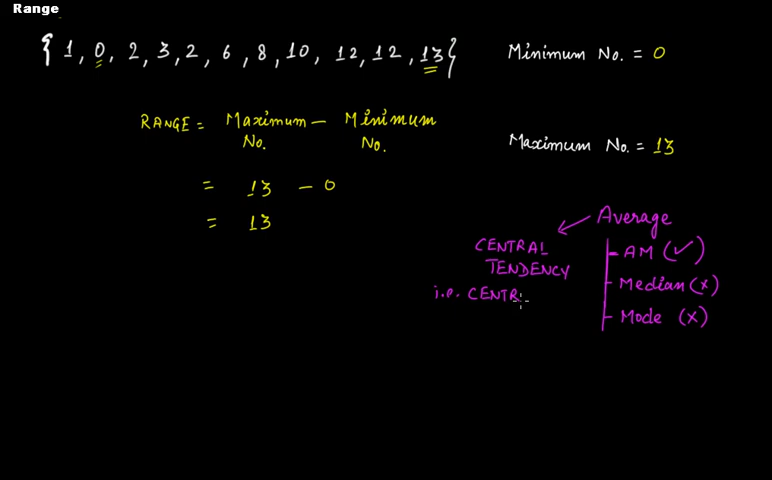 Range
{ 1, 0, 2, 3, 2, 6, 8, 10, 12, 12, 13 }
Minimum No. = 0
RANGE = Maximum No. − Minimum No.
Maximum No. = 13
= 13 − 0
= 13
Average
CENTRAL TENDENCY
i.e. CENTR
AM (✓)
Median (x)
Mode (x)